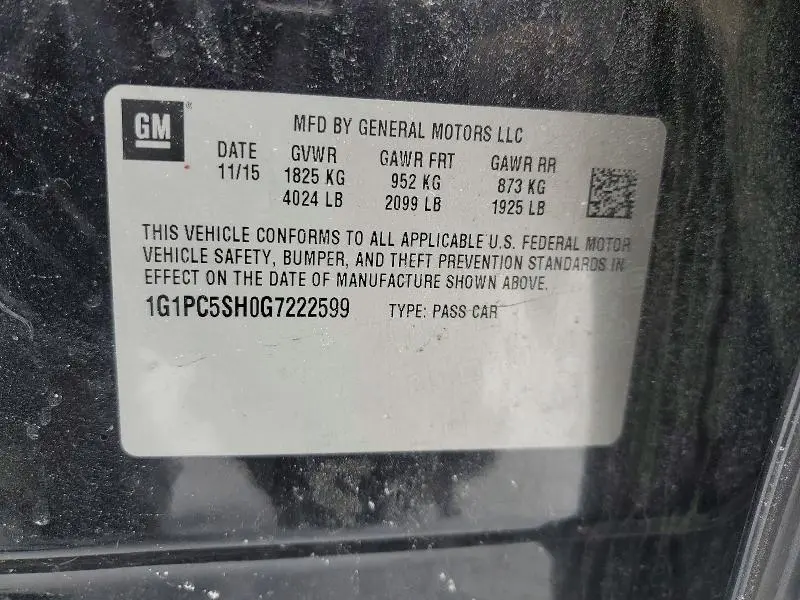 GM®
MFD BY GENERAL MOTORS LLC
DATE GVWR GAWR FRT GAWR RR
11/15 1825 KG 952 KG 873 KG
4024 LB 2099 LB 1925 LB
THIS VEHICLE CONFORMS TO ALL APPLICABLE U.S. FEDERAL MOTOR
VEHICLE SAFETY, BUMPER, AND THEFT PREVENTION STANDARDS IN
EFFECT ON THE DATE OF MANUFACTURE SHOWN ABOVE.
1G1PC5SH0G7222599 TYPE: PASS CAR